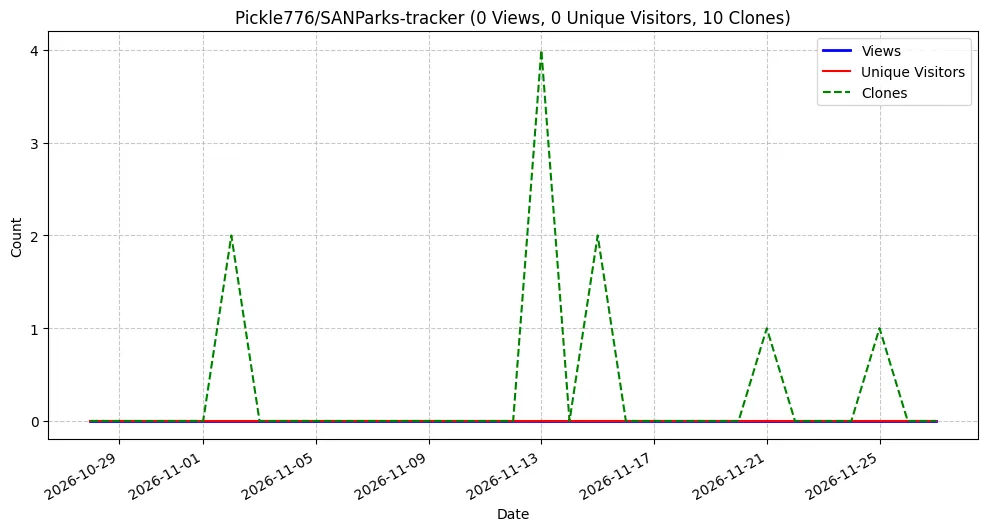 Pickle776/SANParks-tracker (0 Views, 0 Unique Visitors, 10 Clones)
Views
Unique Visitors
Clones
4
3
2
1
0
Count
2026-10-29
2026-11-01
2026-11-05
2026-11-09
2026-11-13
2026-11-17
2026-11-21
2026-11-25
Date